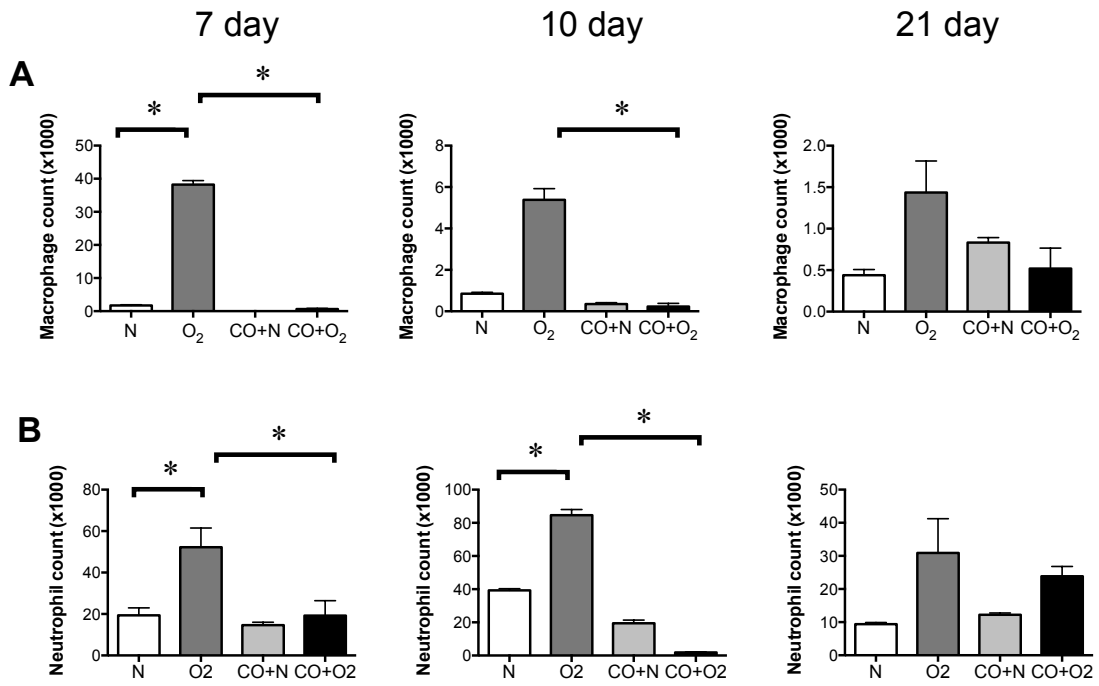 7 day 10 day 21 day
A
* * *
Macrophage count (x1000)
50
40
30
20
10
0
N O₂ CO+N CO+O₂
Macrophage count (x1000)
8
6
4
2
0
N O₂ CO+N CO+O₂
Macrophage count (x1000)
2.0
1.5
1.0
0.5
0.0
N O₂ CO+N CO+O₂
B
* * * *
Neutrophil count (x1000)
80
60
40
20
0
N O2 CO+N CO+O2
Neutrophil count (x1000)
100
80
60
40
20
0
N O2 CO+N CO+O2
Neutrophil count (x1000)
50
40
30
20
10
0
N O2 CO+N CO+O2